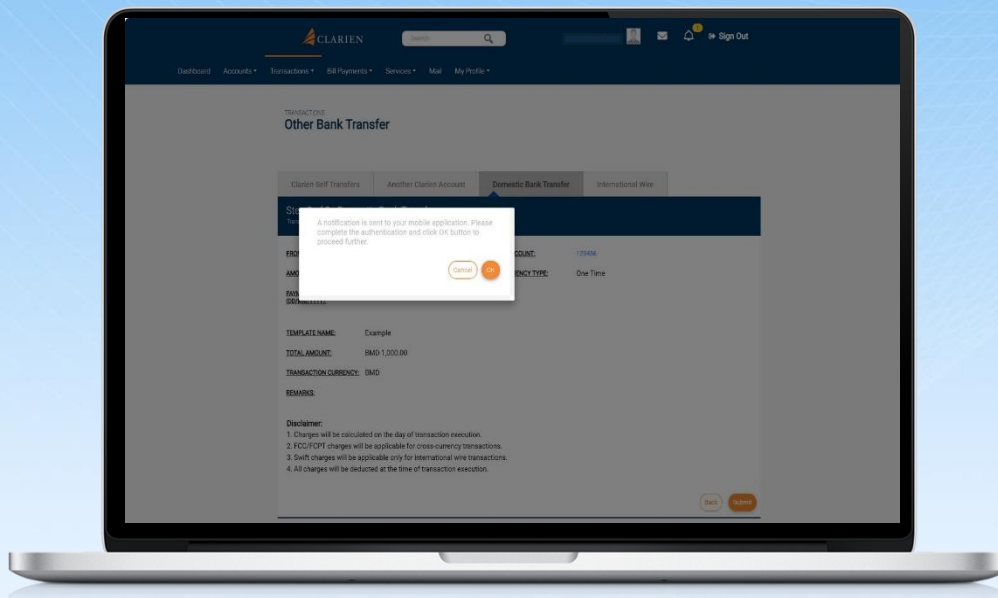 CLARIEN
Search
1
Sign Out
Dashboard Accounts Transactions Bill Payments Services Mail My Profile
TRANSACTIONS
Other Bank Transfer
Clarien Self Transfers Another Clarien Account Domestic Bank Transfer International Wire
A notification is sent to your mobile application. Please
complete the authentication and click OK button to
proceed further.
Cancel OK
COUNT: 123456
ENCY TYPE: One Time
TEMPLATE NAME: Example
TOTAL AMOUNT: BMD 1,000.00
TRANSACTION CURRENCY: BMD
REMARKS:
Disclaimer:
1. Charges will be calculated on the day of transaction execution.
2. FCC/FCPT charges will be applicable for cross-currency transactions.
3. Swift charges will be applicable only for international wire transactions.
4. All charges will be deducted at the time of transaction execution.
Back Submit